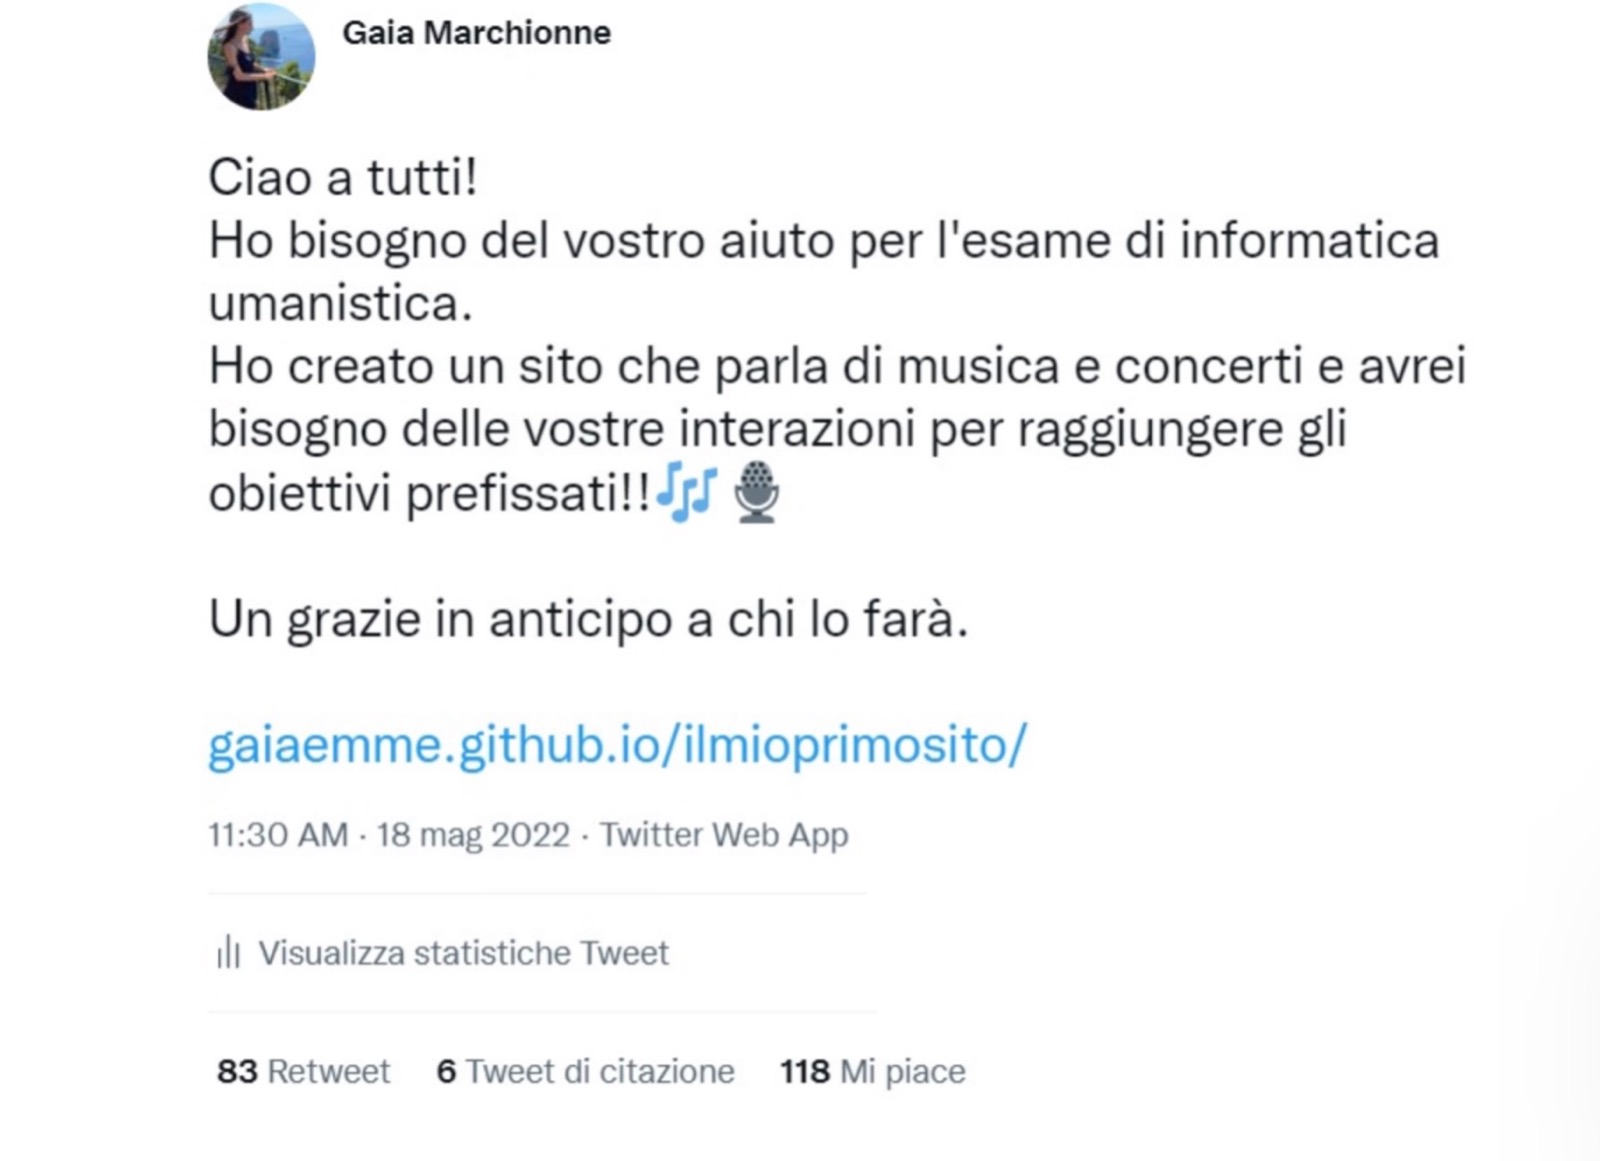 Gaia Marchionne
Ciao a tutti!
Ho bisogno del vostro aiuto per l'esame di informatica
umanistica.
Ho creato un sito che parla di musica e concerti e avrei
bisogno delle vostre interazioni per raggiungere gli
obiettivi prefissati!!🎶🎙
Un grazie in anticipo a chi lo farà.
gaiaemme.github.io/ilmioprimosito/
11:30 AM · 18 mag 2022 · Twitter Web App
Visualizza statistiche Tweet
83 Retweet 6 Tweet di citazione 118 Mi piace